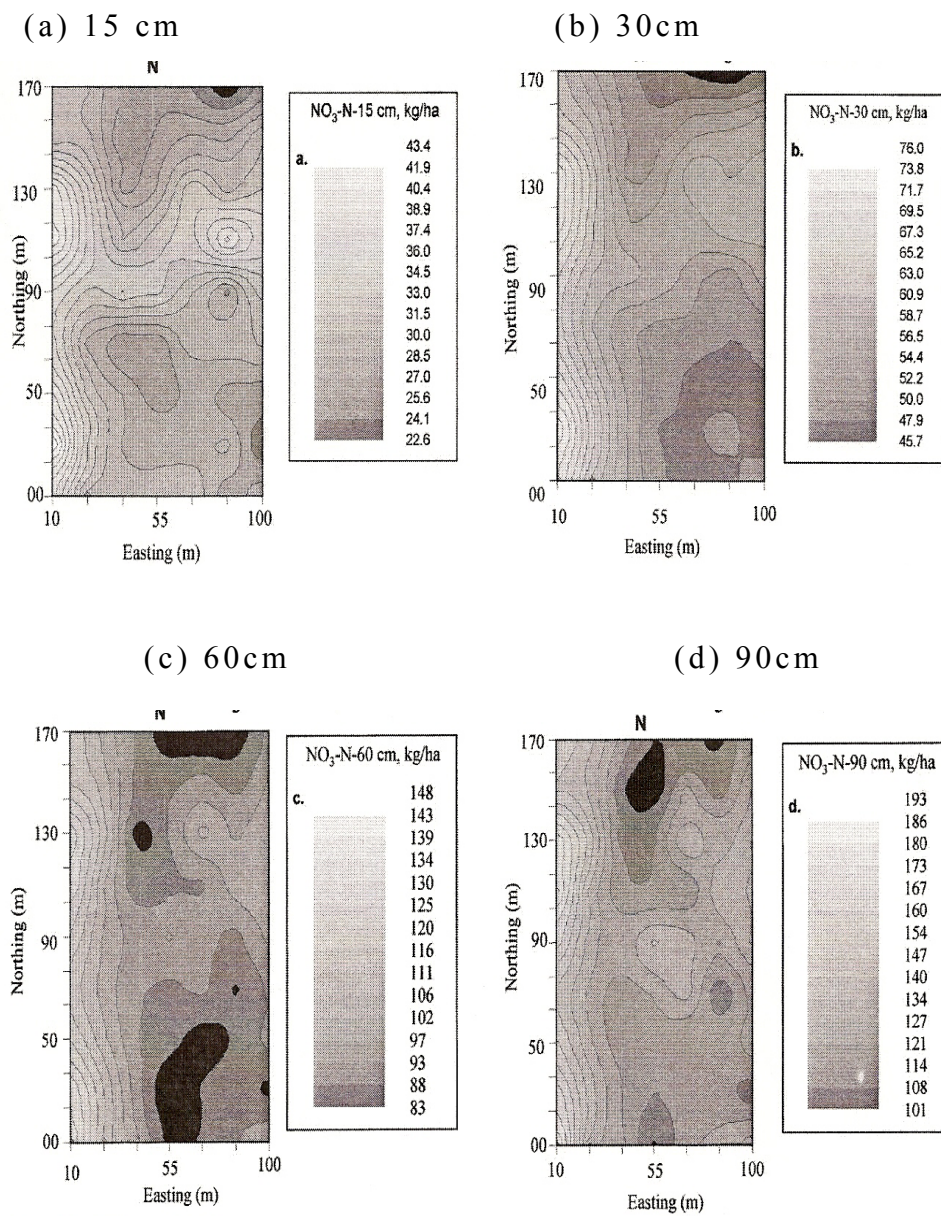 (a) 15 cm
(b) 30cm
N
170
130
90
50
00
Northing (m)
10 55 100
Easting (m)
NO₃-N-15 cm, kg/ha
a.
43.4
41.9
40.4
38.9
37.4
36.0
34.5
33.0
31.5
30.0
28.5
27.0
25.6
24.1
22.6
170
130
90
50
00
Northing (m)
10 55 100
Easting (m)
NO₃-N-30 cm, kg/ha
b.
76.0
73.8
71.7
69.5
67.3
65.2
63.0
60.9
58.7
56.5
54.4
52.2
50.0
47.9
45.7
(c) 60cm
(d) 90cm
N
170
130
90
50
00
Northing (m)
10 55 100
Easting (m)
NO₃-N-60 cm, kg/ha
c.
148
143
139
134
130
125
120
116
111
106
102
97
93
88
83
N
170
130
90
50
00
Northing (m)
10 55 100
Easting (m)
NO₃-N-90 cm, kg/ha
d.
193
186
180
173
167
160
154
147
140
134
127
121
114
108
101